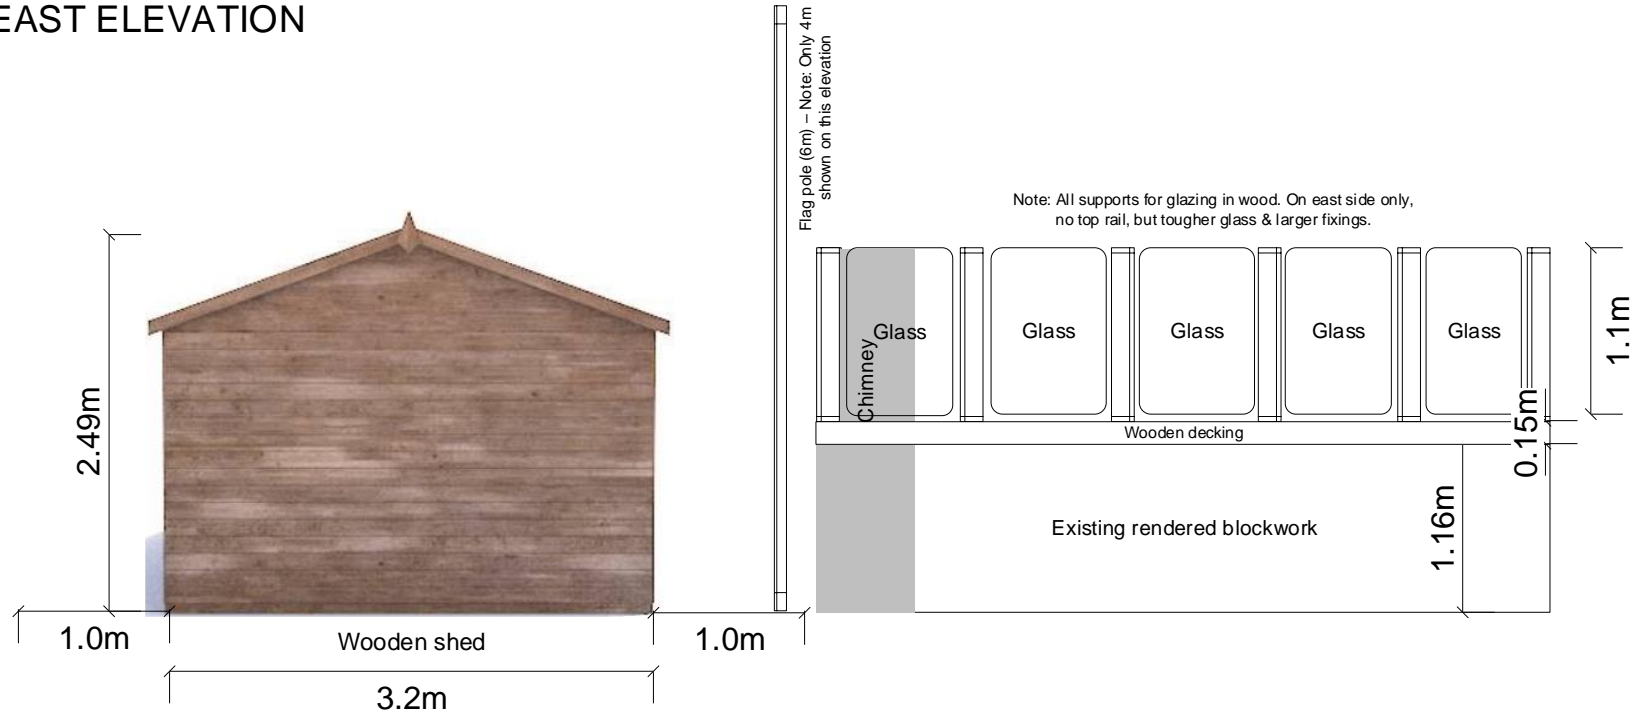 EAST ELEVATION
Flag pole (6m) – Note: Only 4m
shown on this elevation
Note: All supports for glazing in wood. On east side only,
no top rail, but tougher glass & larger fixings.
2.49m
1.0m
Wooden shed
1.0m
3.2m
Chimney
Glass
Glass
Glass
Glass
Glass
1.1m
Wooden decking
0.15m
Existing rendered blockwork
1.16m